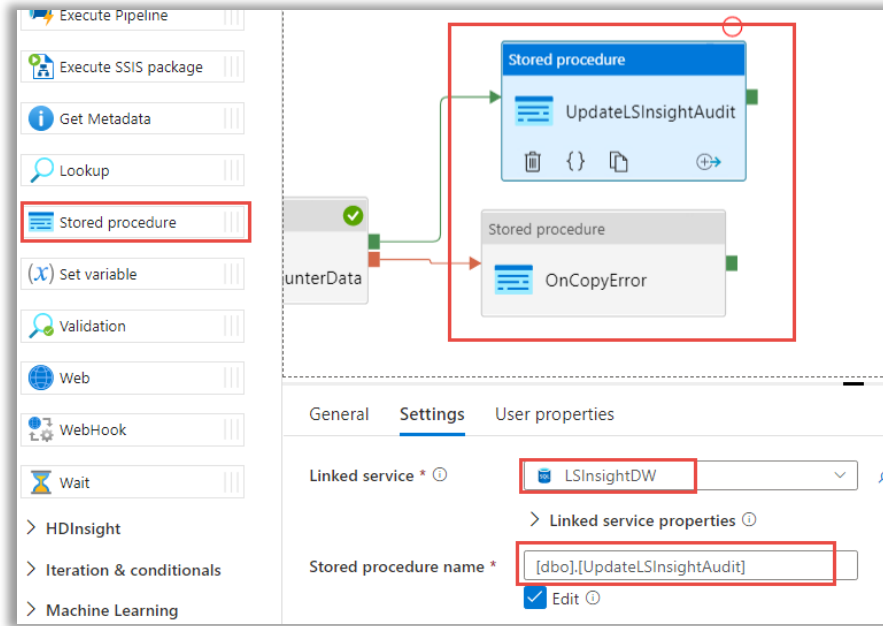 Execute Pipeline
Execute SSIS package
Get Metadata
Lookup
Stored procedure
(x) Set variable
Validation
Web
WebHook
Wait
> HDInsight
> Iteration & conditionals
> Machine Learning
Stored procedure
UpdateLSInsightAudit
{}
unterData
Stored procedure
OnCopyError
General Settings User properties
Linked service * LSInsightDW
> Linked service properties
Stored procedure name * [dbo].[UpdateLSInsightAudit]
Edit